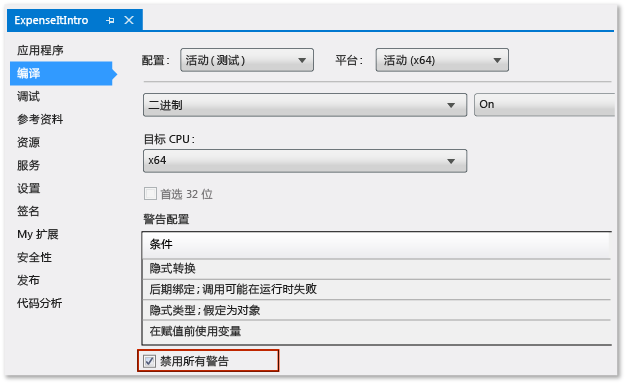 ExpenseItIntro
应用程序
编译
调试
参考资料
资源
服务
设置
签名
My 扩展
安全性
发布
代码分析
配置: 活动(测试) 平台: 活动 (x64)
二进制 On
目标 CPU:
x64
首选 32 位
警告配置
条件
隐式转换
后期绑定;调用可能在运行时失败
隐式类型;假定为对象
在赋值前使用变量
禁用所有警告